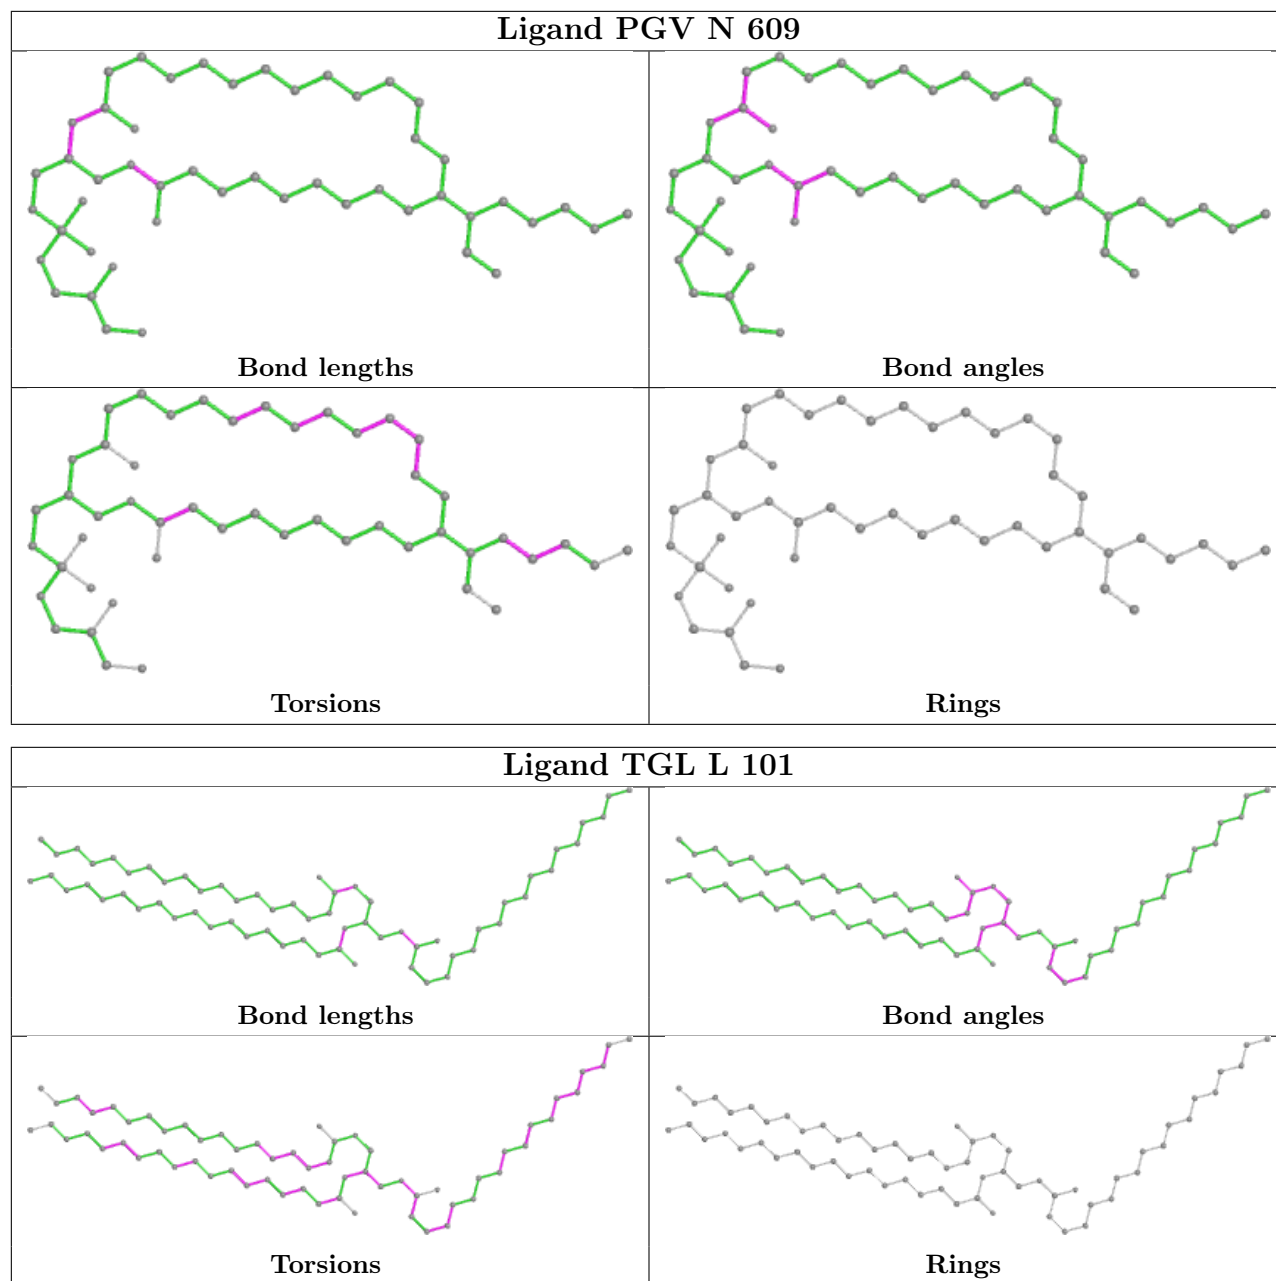 Ligand PGV N 609
Bond lengths
Bond angles
Torsions
Rings
Ligand TGL L 101
Bond lengths
Bond angles
Torsions
Rings